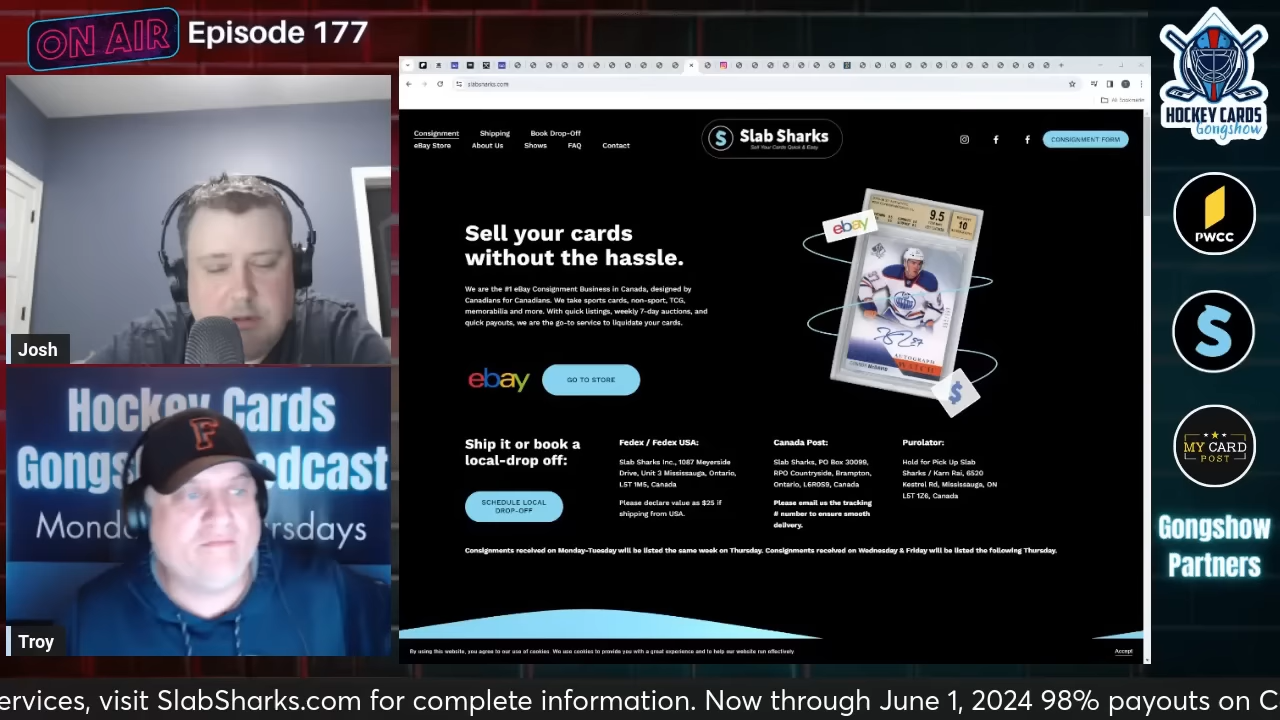 ON AIR
Episode 177
slabsharks.com
All Bookmarks
Consignment
Shipping
Book Drop-Off
eBay Store
About Us
Shows
FAQ
Contact
S
Slab Sharks
Sell Your Cards Quick & Easy
CONSIGNMENT FORM
Sell your cards
without the hassle.
We are the #1 eBay Consignment Business in Canada, designed by
Canadians for Canadians. We take sports cards, non-sport, TCG,
memorabilia and more. With quick listings, weekly 7-day auctions, and
quick payouts, we are the go-to service to liquidate your cards.
ebay
GO TO STORE
ebay
9.5
10
AUTOGRAPH
$
Ship it or book a
local-drop off:
SCHEDULE LOCAL
DROP-OFF
Fedex / Fedex USA:
Slab Sharks Inc., 1087 Meyerside
Drive, Unit 3 Mississauga, Ontario,
L5T 1M5, Canada
Please declare value as $25 if
shipping from USA.
Canada Post:
Slab Sharks, PO Box 30099,
RPO Countryside, Brampton,
Ontario, L6R0S9, Canada
Please email us the tracking
# number to ensure smooth
delivery.
Purolator:
Hold for Pick Up Slab
Sharks / Karn Rai, 6520
Kestrel Rd, Mississauga, ON
L5T 1Z6, Canada
Consignments received on Monday-Tuesday will be listed the same week on Thursday. Consignments received on Wednesday & Friday will be listed the following Thursday.
By using this website, you agree to our use of cookies. We use cookies to provide you with a great experience and to help our website run effectively
Accept
Josh
Hockey Cards
Gongs odcast
Monda rsdays
F
Troy
HOCKEY CARDS
Gongshow
PWCC
S
MY CARD
POST
Gongshow
Partners
ervices, visit SlabSharks.com for complete information. Now through June 1, 2024 98% payouts on C